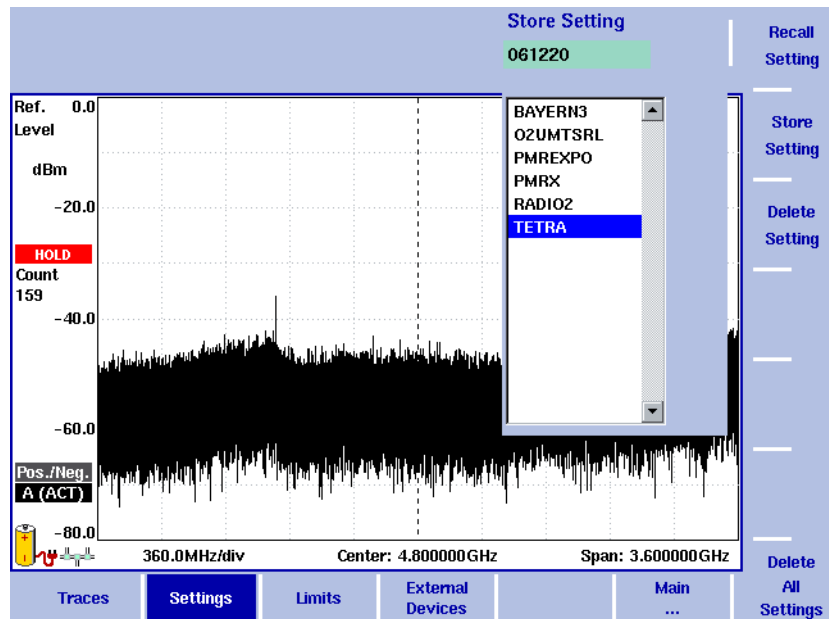 Store Setting
061220
Recall
Setting
Ref. 0.0
Level
dBm
-20.0
HOLD
Count
159
-40.0
-60.0
Pos./Neg.
A (ACT)
-80.0
BAYERN3
O2UMTSRL
PMREXPO
PMRX
RADIO2
TETRA
Store
Setting
Delete
Setting
360.0MHz/div
Center: 4.800000GHz
Span: 3.600000GHz
Delete
All
Settings
Traces
Settings
Limits
External
Devices
Main
...